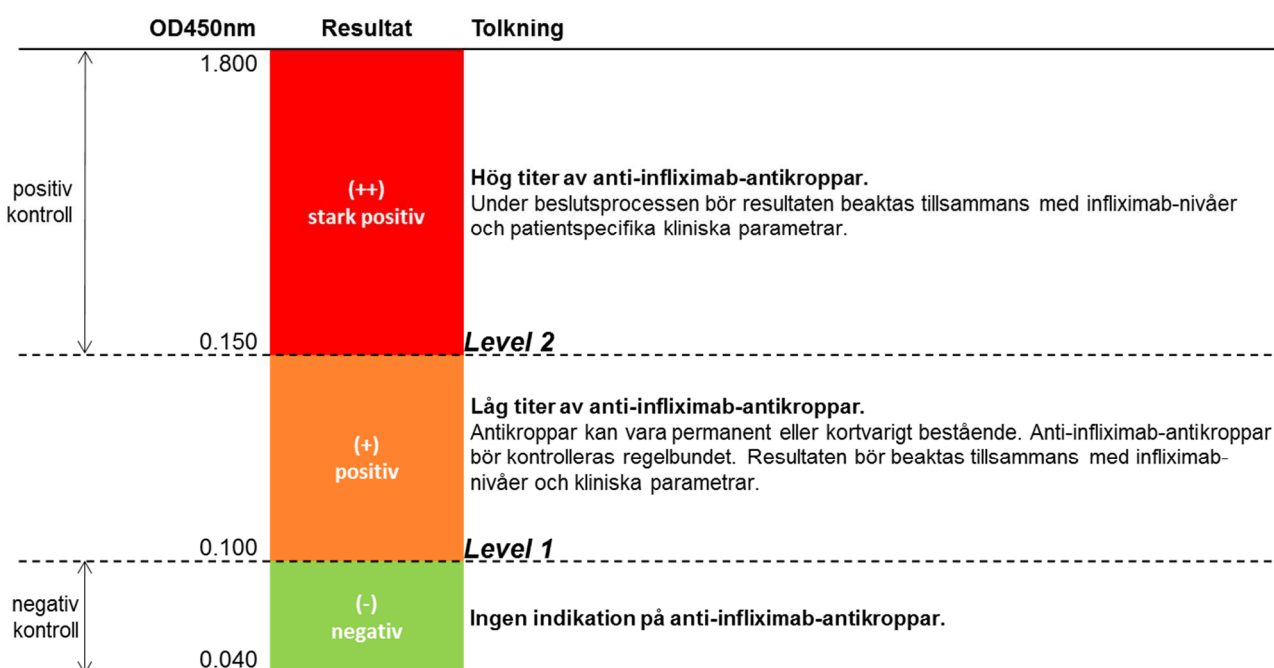 OD450nm Resultat Tolkning
1.800
positiv
kontroll
(++)
stark positiv
Hög titer av anti-infliximab-antikroppar.
Under beslutsprocessen bör resultaten beaktas tillsammans med infliximab-nivåer
och patientspecifika kliniska parametrar.
0.150
Level 2
(+)
positiv
Låg titer av anti-infliximab-antikroppar.
Antikroppar kan vara permanent eller kortvarigt bestående. Anti-infliximab-antikroppar
bör kontrolleras regelbundet. Resultaten bör beaktas tillsammans med infliximab-
nivåer och kliniska parametrar.
0.100
Level 1
negativ
kontroll
(-)
negativ
Ingen indikation på anti-infliximab-antikroppar.
0.040